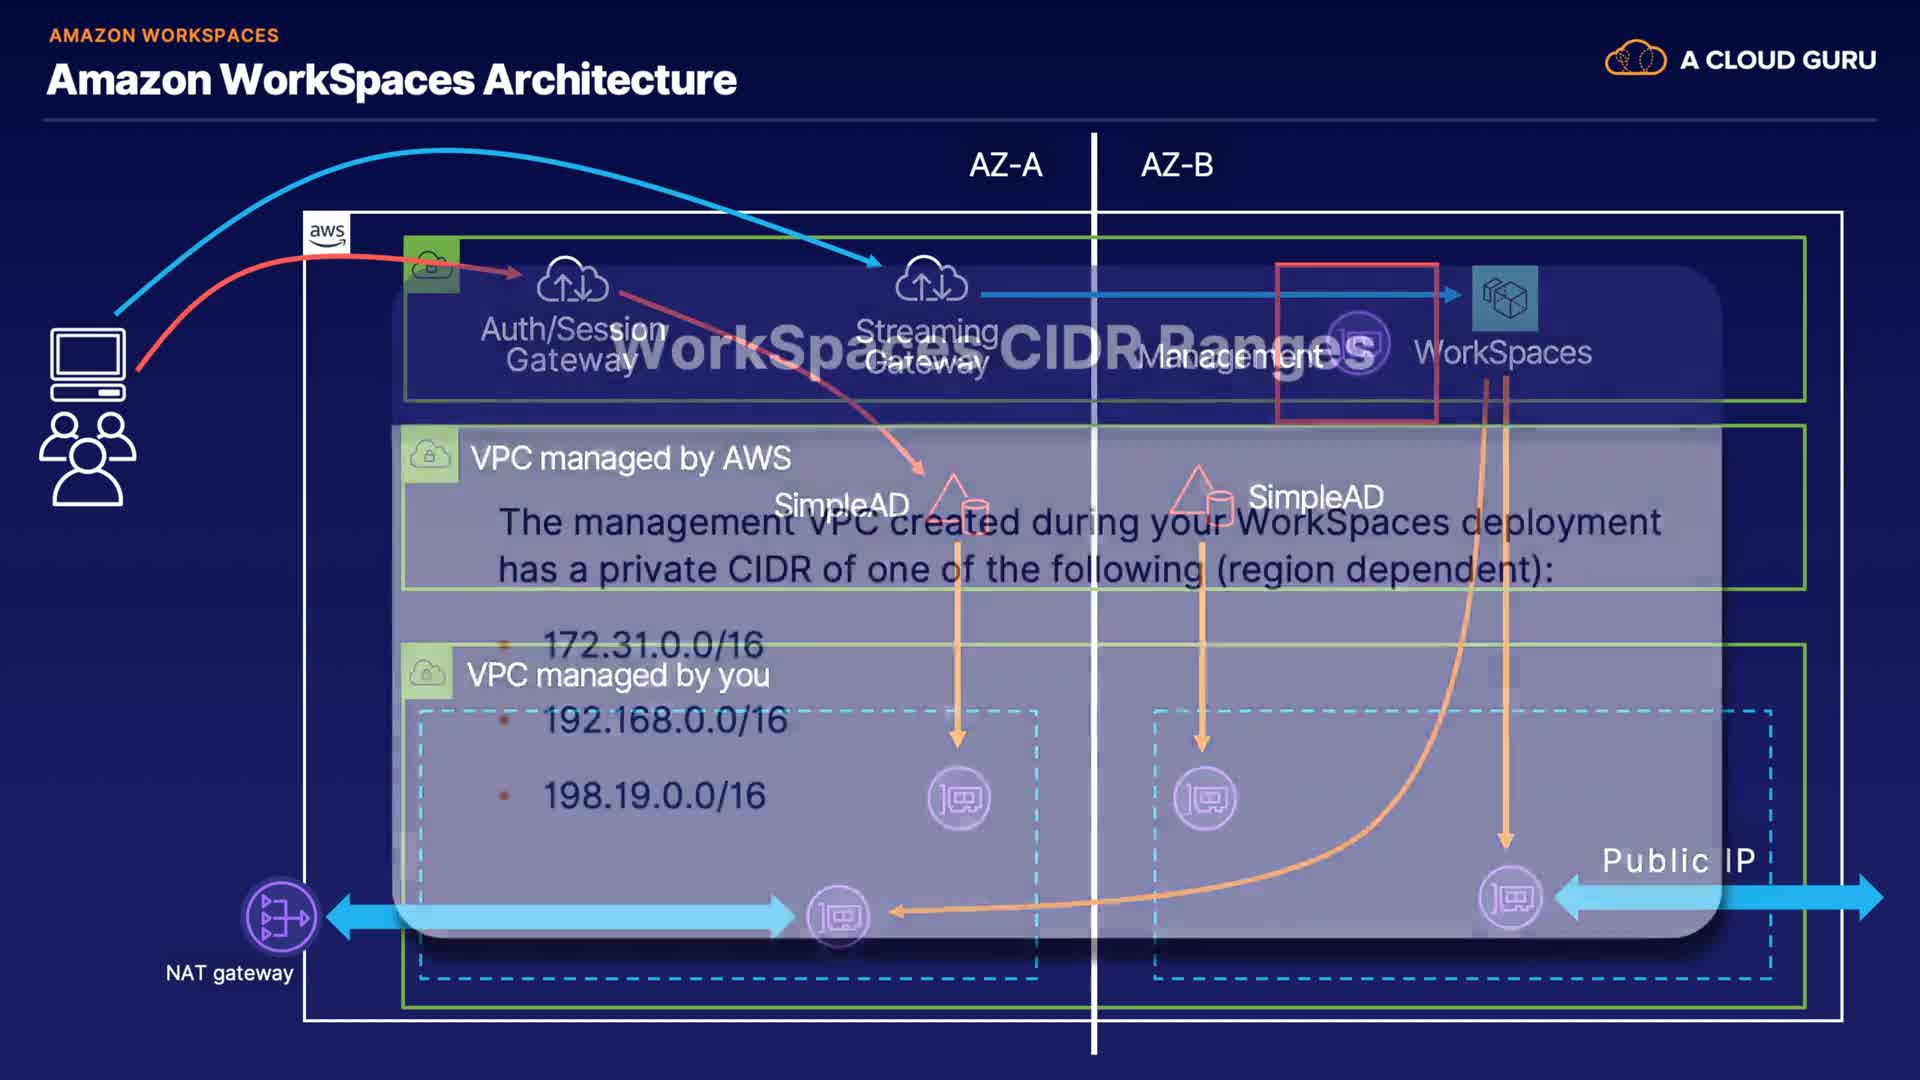 AMAZON WORKSPACES
Amazon WorkSpaces Architecture
A CLOUD GURU
AZ-A
AZ-B
aws
Auth/Session
Gateway
Streaming
Gateway
Management
WorkSpaces
WorkSpaces CIDR Ranges
VPC managed by AWS
SimpleAD
SimpleAD
The management VPC created during your WorkSpaces deployment
has a private CIDR of one of the following (region dependent):
• 172.31.0.0/16
VPC managed by you
• 192.168.0.0/16
• 198.19.0.0/16
Public IP
NAT gateway